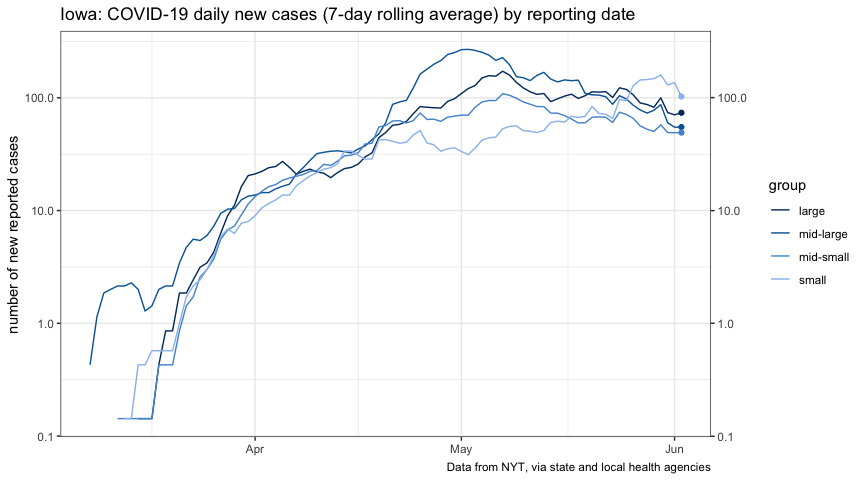 Iowa: COVID-19 daily new cases (7-day rolling average) by reporting date
number of new reported cases
100.0
10.0
1.0
0.1
100.0
10.0
1.0
0.1
Apr
May
Jun
group
large
mid-large
mid-small
small
Data from NYT, via state and local health agencies